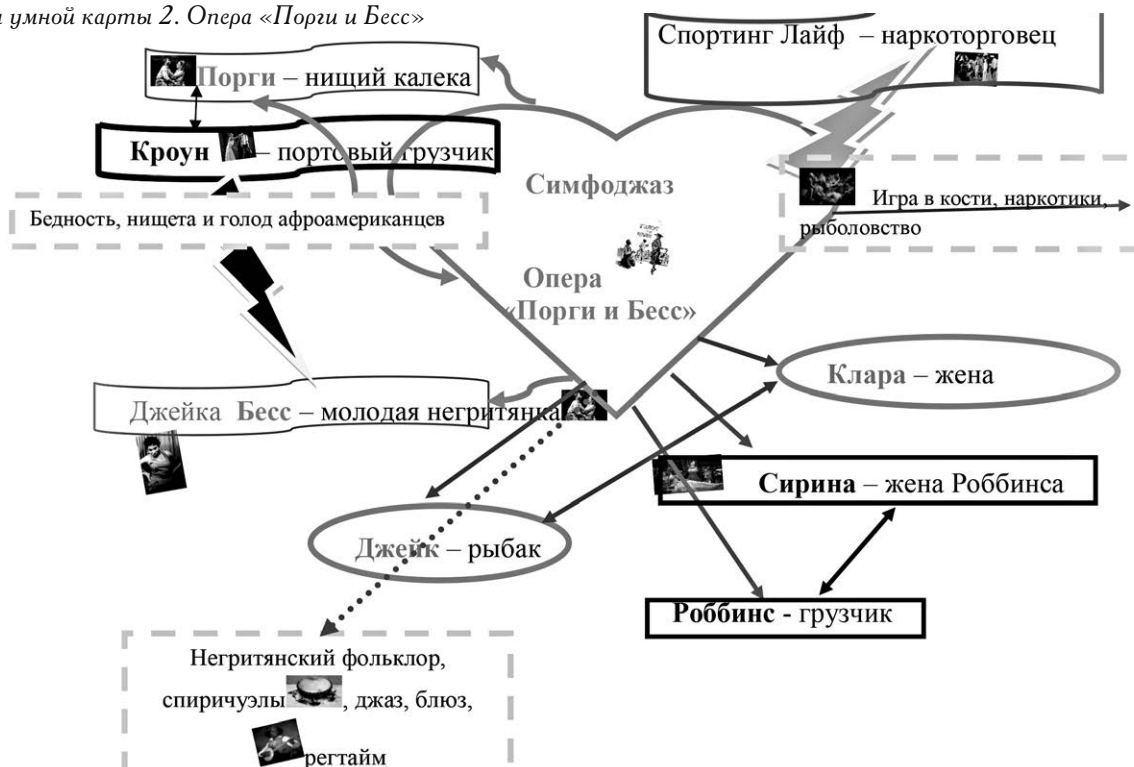 умной карты 2. Опера «Порги и Бесс»
Порги – нищий калека
Спортинг Лайф – наркоторговец
Кроун – портовый грузчик
Бедность, нищета и голод афроамериканцев
Симфоджаз
Опера
«Порги и Бесс»
Игра в кости, наркотики,
рыболовство
Клара – жена
Джейка Бесс – молодая негритянка
Сирина – жена Роббинса
Джейк – рыбак
Роббинс - грузчик
Негритянский фольклор,
спиричуэлы, джаз, блюз,
регтайм